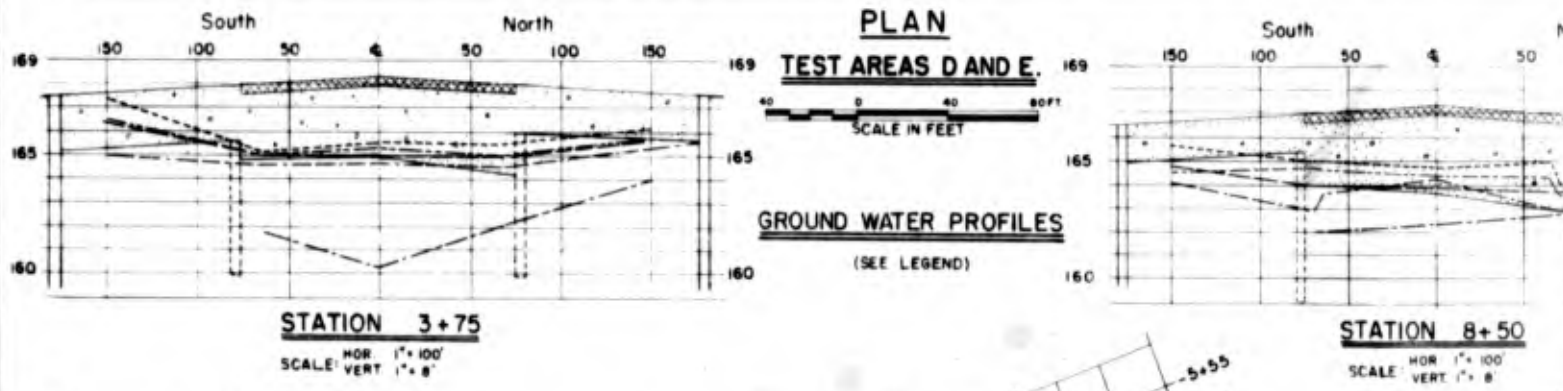 South North
150 100 50 ℄ 50 100 150
169 169
165 165
160 160
STATION 3+75
SCALE: HOR. 1"=100'
VERT. 1"=8'
PLAN
TEST AREAS D AND E.
40 0 40 80 FT.
SCALE IN FEET
GROUND WATER PROFILES
(SEE LEGEND)
South N
150 100 50 ℄ 50
169
165
160
STATION 8+50
SCALE: HOR 1"=100'
VERT. 1"=8'
5+55